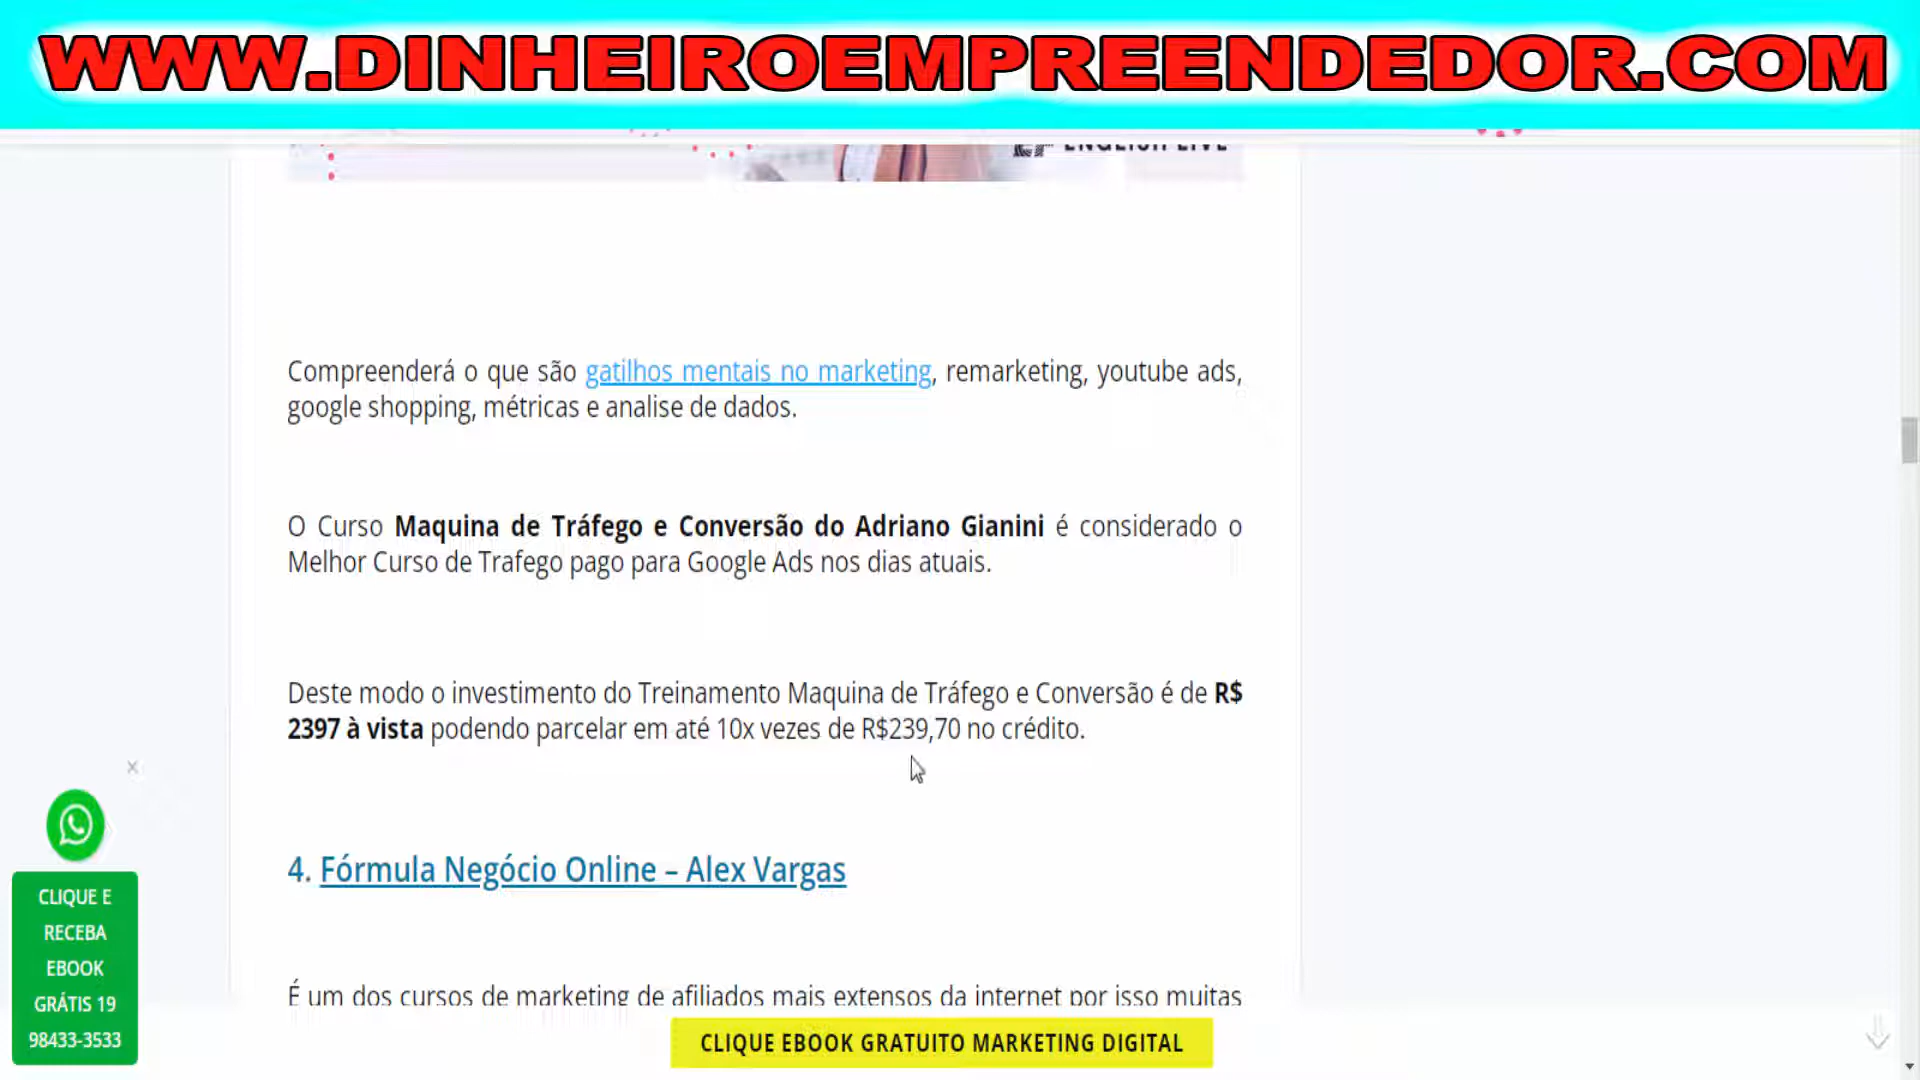 WWW.DINHEIROEMPREENDEDOR.COM
ENGLISH LIVE
Compreenderá o que são gatilhos mentais no marketing, remarketing, youtube ads,
google shopping, métricas e analise de dados.
O Curso Maquina de Tráfego e Conversão do Adriano Gianini é considerado o
Melhor Curso de Trafego pago para Google Ads nos dias atuais.
Deste modo o investimento do Treinamento Maquina de Tráfego e Conversão é de R$
2397 à vista podendo parcelar em até 10x vezes de R$239,70 no crédito.
4. Fórmula Negócio Online – Alex Vargas
É um dos cursos de marketing de afiliados mais extensos da internet por isso muitas
CLIQUE E
RECEBA
EBOOK
GRÁTIS 19
98433-3533
CLIQUE EBOOK GRATUITO MARKETING DIGITAL